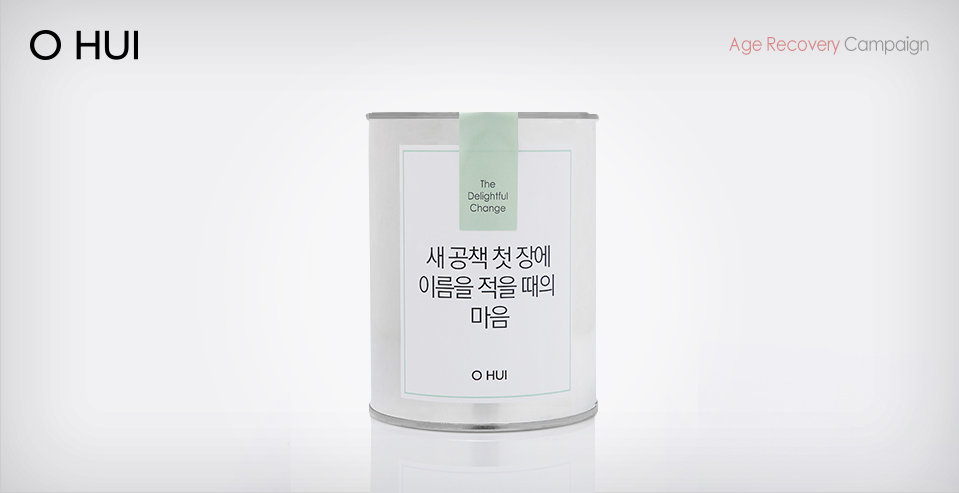 O HUI
Age Recovery Campaign
The
Delightful
Change
새 공책 첫 장에
이름을 적을 때의
마음
O HUI